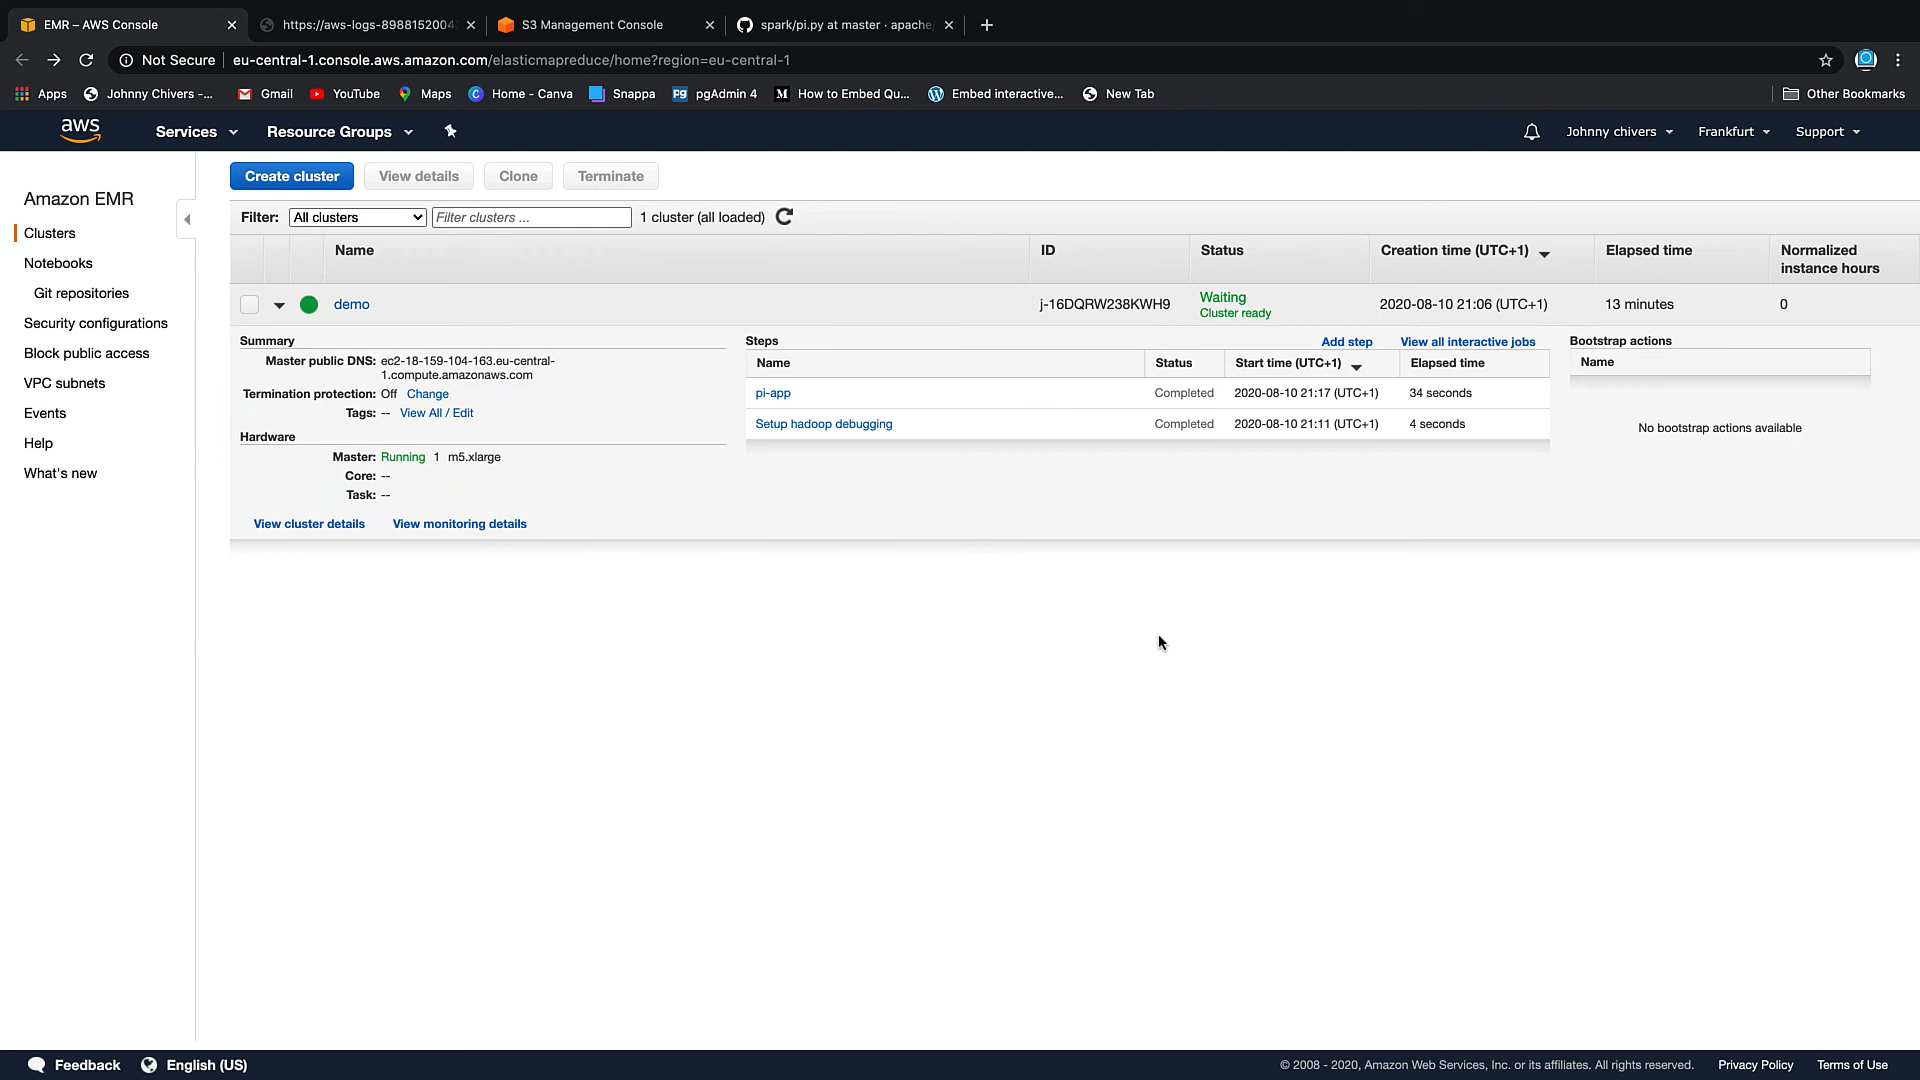 EMR – AWS Console
https://aws-logs-8988152004
S3 Management Console
spark/pi.py at master · apache/
Not Secure
eu-central-1.console.aws.amazon.com/elasticmapreduce/home?region=eu-central-1
Apps
Johnny Chivers -...
Gmail
YouTube
Maps
Home - Canva
Snappa
pgAdmin 4
How to Embed Qu...
Embed interactive...
New Tab
Other Bookmarks
aws
Services
Resource Groups
Johnny chivers
Frankfurt
Support
Amazon EMR
Clusters
Notebooks
Git repositories
Security configurations
Block public access
VPC subnets
Events
Help
What's new
Create cluster
View details
Clone
Terminate
Filter: All clusters Filter clusters ... 1 cluster (all loaded)
Name
ID
Status
Creation time (UTC+1)
Elapsed time
Normalized
instance hours
demo
j-16DQRW238KWH9
Waiting
Cluster ready
2020-08-10 21:06 (UTC+1)
13 minutes
0
Summary
Master public DNS: ec2-18-159-104-163.eu-central-
1.compute.amazonaws.com
Termination protection: Off Change
Tags: -- View All / Edit
Hardware
Master: Running 1 m5.xlarge
Core: --
Task: --
View cluster details
View monitoring details
Steps
Add step
View all interactive jobs
Name
Status
Start time (UTC+1)
Elapsed time
pi-app
Completed
2020-08-10 21:17 (UTC+1)
34 seconds
Setup hadoop debugging
Completed
2020-08-10 21:11 (UTC+1)
4 seconds
Bootstrap actions
Name
No bootstrap actions available
Feedback
English (US)
© 2008 - 2020, Amazon Web Services, Inc. or its affiliates. All rights reserved.
Privacy Policy
Terms of Use